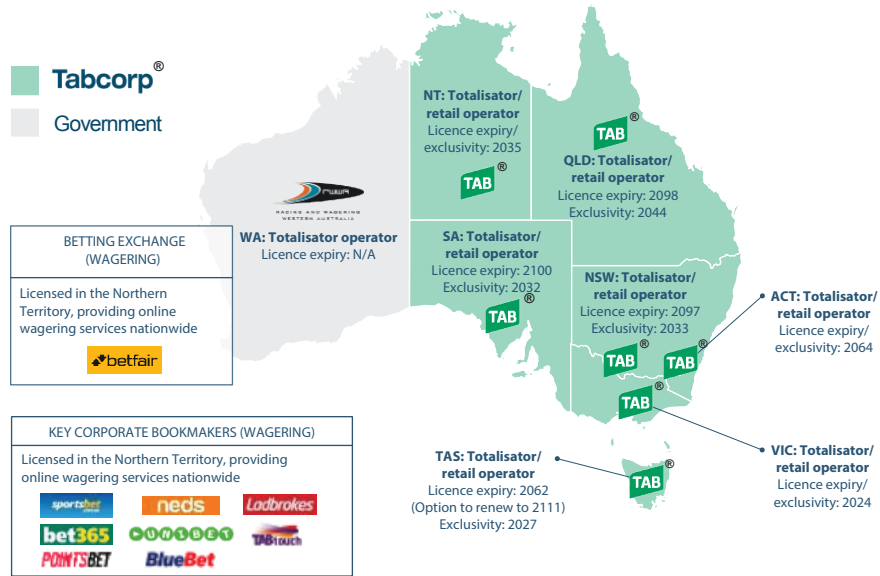 Tabcorp®
Government
NT: Totalisator/
retail operator
Licence expiry/
exclusivity: 2035
TAB®
TAB®
QLD: Totalisator/
retail operator
Licence expiry: 2098
Exclusivity: 2044
RWWA
RACING AND WAGERING
WESTERN AUSTRALIA
WA: Totalisator operator
Licence expiry: N/A
SA: Totalisator/
retail operator
Licence expiry: 2100
Exclusivity: 2032
TAB®
NSW: Totalisator/
retail operator
Licence expiry: 2097
Exclusivity: 2033
TAB®
TAB®
ACT: Totalisator/
retail operator
Licence expiry/
exclusivity: 2064
TAB®
VIC: Totalisator/
retail operator
Licence expiry/
exclusivity: 2024
TAS: Totalisator/
retail operator
Licence expiry: 2062
(Option to renew to 2111)
Exclusivity: 2027
TAB®
BETTING EXCHANGE
(WAGERING)
Licensed in the Northern
Territory, providing online
wagering services nationwide
betfair
KEY CORPORATE BOOKMAKERS (WAGERING)
Licensed in the Northern Territory, providing
online wagering services nationwide
sportsbet
neds
Ladbrokes
bet365
UNIBET
TABtouch
POINTSBET
BlueBet